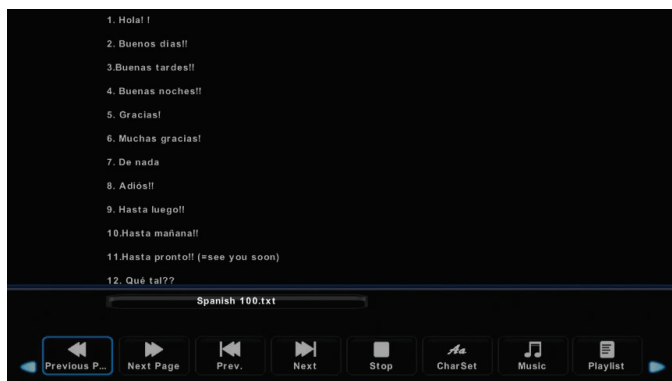 1. Hola! !
2. Buenos días!!
3.Buenas tardes!!
4. Buenas noches!!
5. Gracias!
6. Muchas gracias!
7. De nada
8. Adiós!!
9. Hasta luego!!
10.Hasta mañana!!
11.Hasta pronto!! (=see you soon)
12. Qué tal??
Spanish 100.txt
Previous P... Next Page Prev. Next Stop Aa CharSet Music Playlist